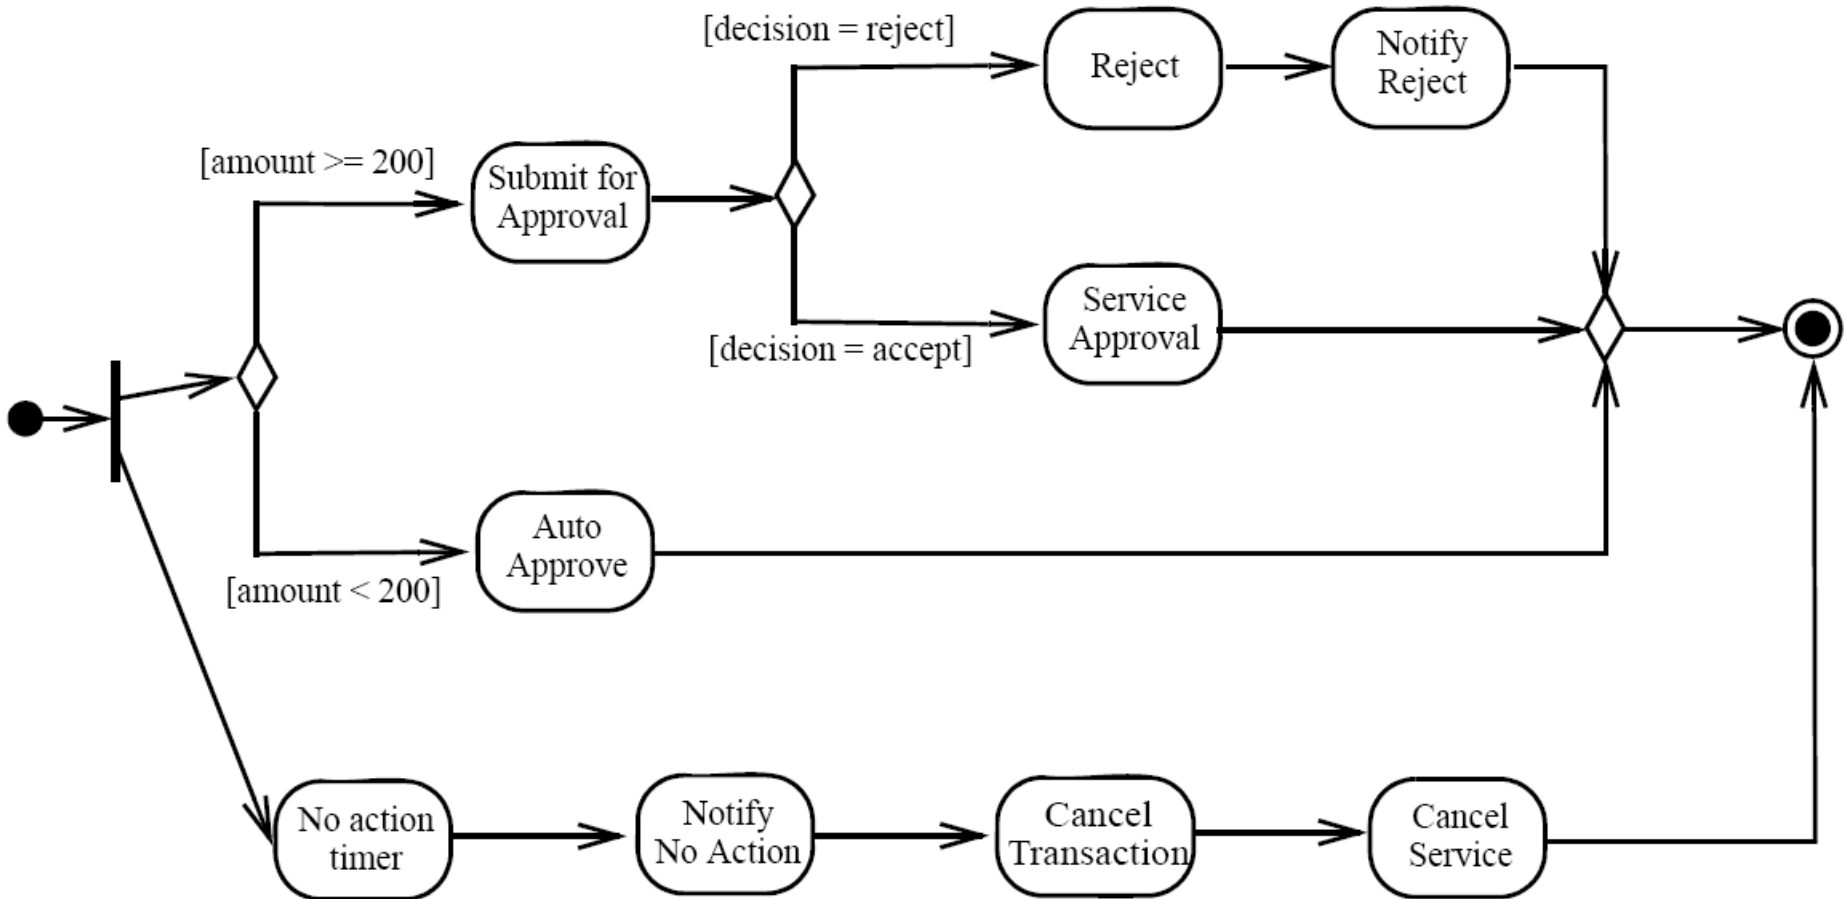 [decision = reject]
Reject
Notify
Reject
[amount >= 200]
Submit for
Approval
Service
Approval
[decision = accept]
Auto
Approve
[amount < 200]
No action
timer
Notify
No Action
Cancel
Transaction
Cancel
Service